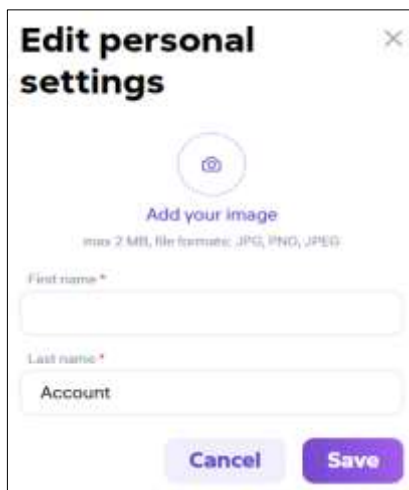 Edit personal
settings
Add your image
max 2 MB, file formats: JPG, PNG, JPEG
First name *
Last name *
Account
Cancel
Save